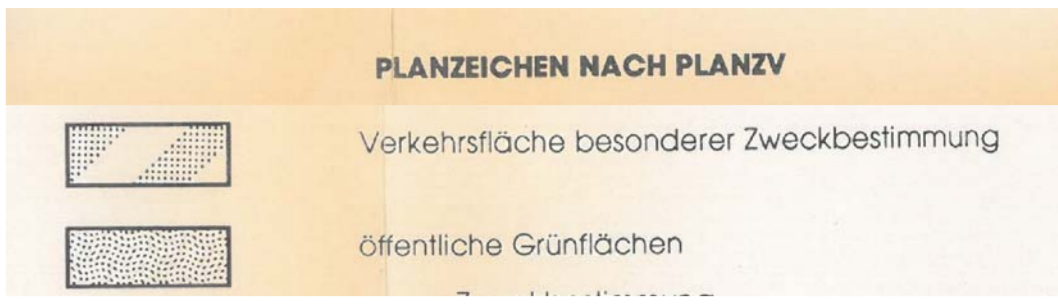 PLANZEICHEN NACH PLANZV
Verkehrsfläche besonderer Zweckbestimmung
öffentliche Grünflächen